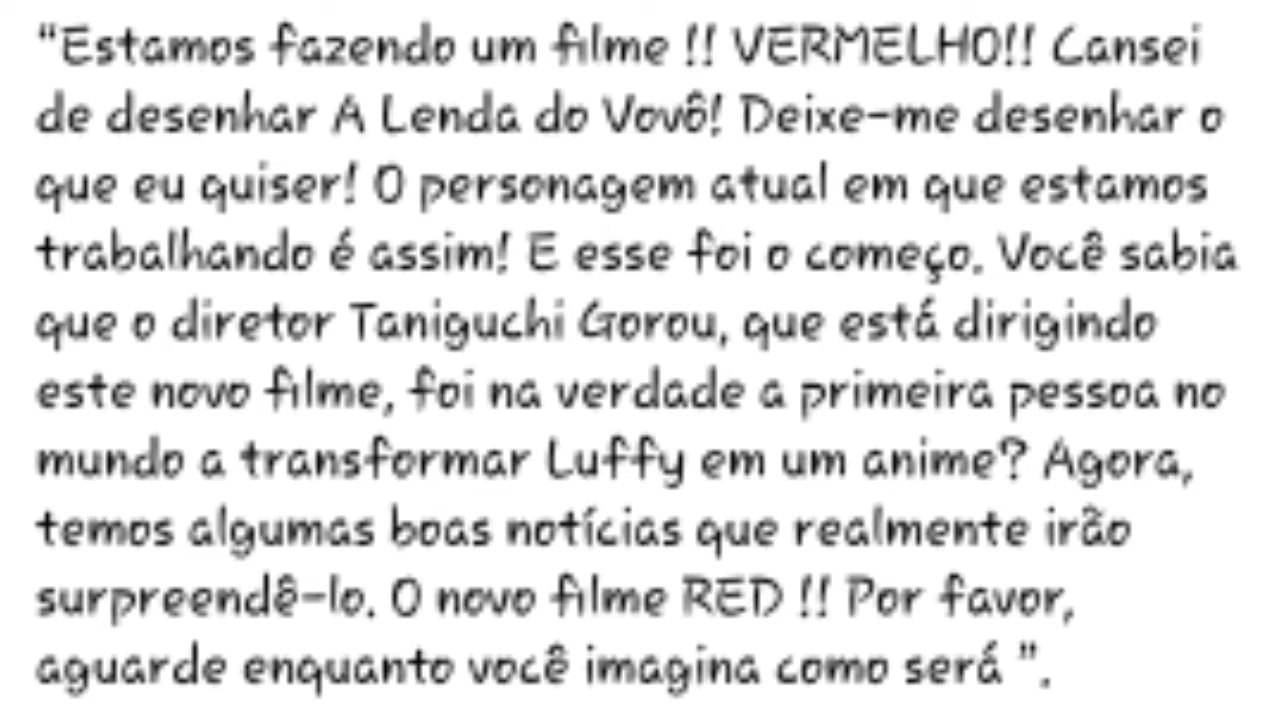 “Estamos fazendo um filme !! VERMELHO!! Cansei
de desenhar A Lenda do Vovô! Deixe-me desenhar o
que eu quiser! O personagem atual em que estamos
trabalhando é assim! E esse foi o começo. Você sabia
que o diretor Taniguchi Gorou, que está dirigindo
este novo filme, foi na verdade a primeira pessoa no
mundo a transformar Luffy em um anime? Agora,
temos algumas boas notícias que realmente irão
surpreendê-lo. O novo filme RED !! Por favor,
aguarde enquanto você imagina como será ”.